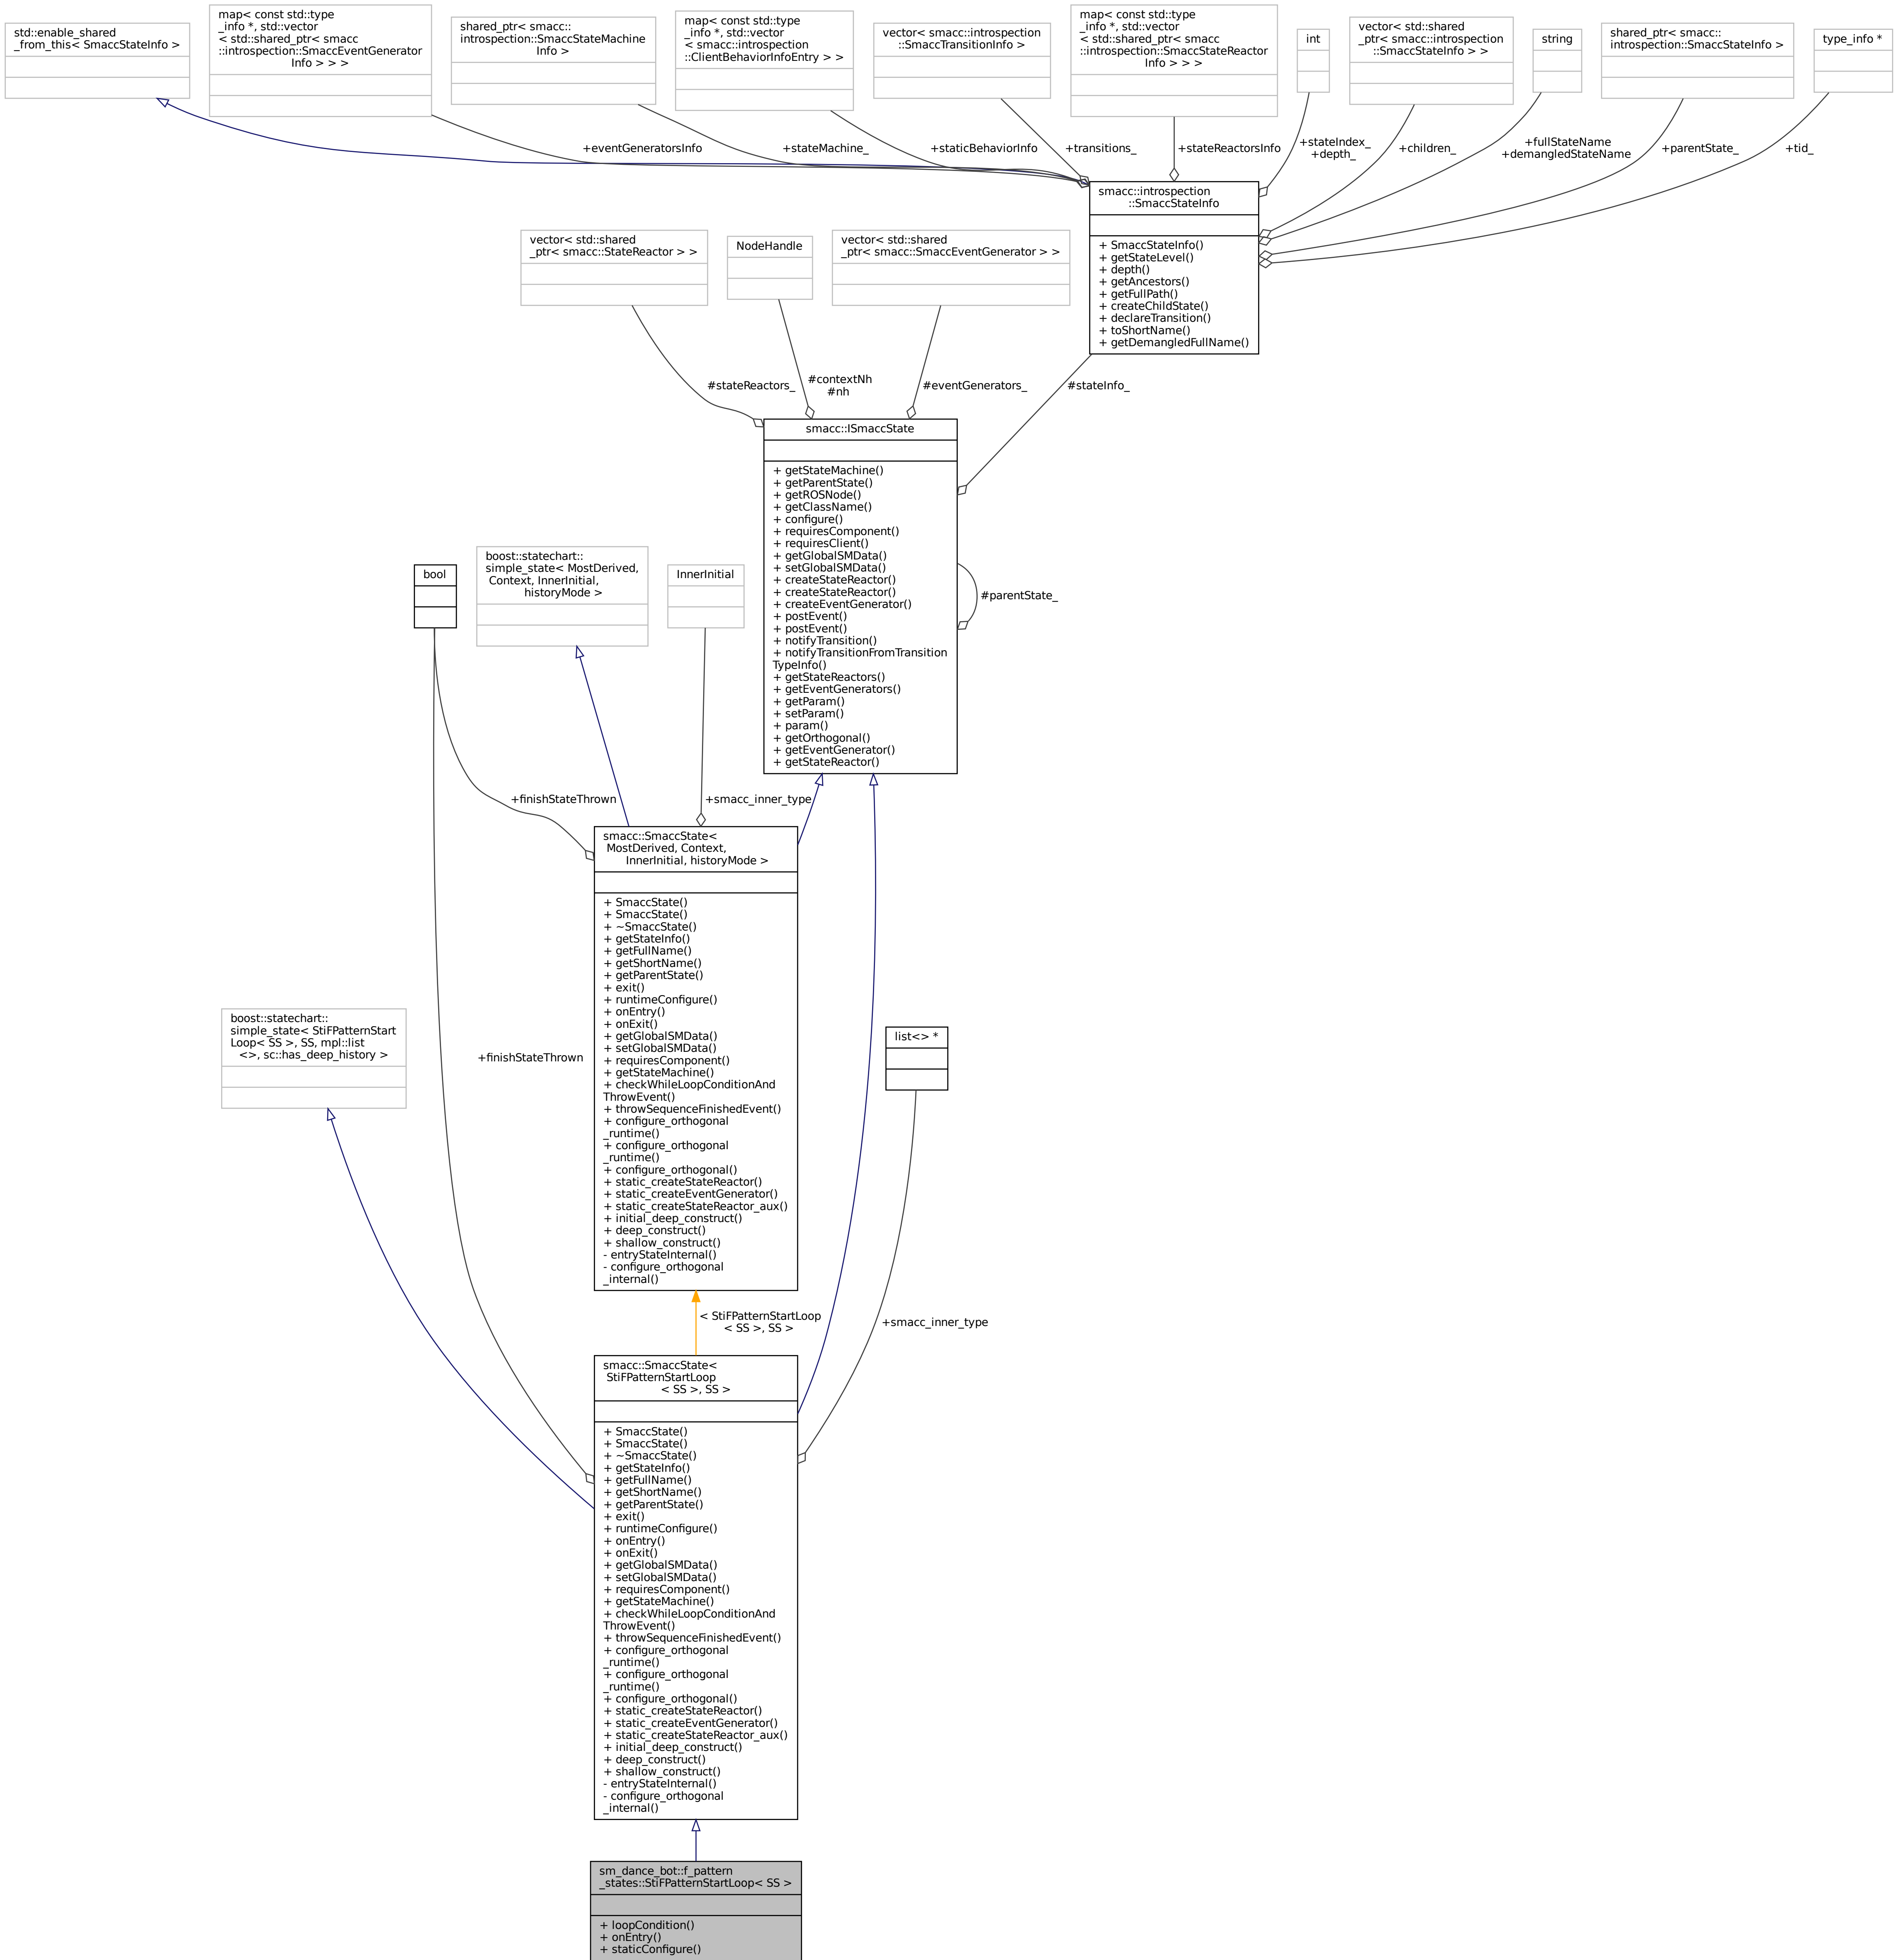 std::enable_shared
_from_this< SmaccStateInfo >
map< const std::type
_info *, std::vector
< std::shared_ptr< smacc
::introspection::SmaccEventGenerator
Info > > >
shared_ptr< smacc::
introspection::SmaccStateMachine
Info >
map< const std::type
_info *, std::vector
< smacc::introspection
::ClientBehaviorInfoEntry > >
vector< smacc::introspection
::SmaccTransitionInfo >
map< const std::type
_info *, std::vector
< std::shared_ptr< smacc
::introspection::SmaccStateReactor
Info > > >
int
vector< std::shared
_ptr< smacc::introspection
::SmaccStateInfo > >
string
shared_ptr< smacc::
introspection::SmaccStateInfo >
type_info *
+eventGeneratorsInfo
+stateMachine_
+staticBehaviorInfo
+transitions_
+stateReactorsInfo
+stateIndex_
+depth_
+children_
+fullStateName
+demangledStateName
+parentState_
+tid_
smacc::introspection
::SmaccStateInfo
+ SmaccStateInfo()
+ getStateLevel()
+ depth()
+ getAncestors()
+ getFullPath()
+ createChildState()
+ declareTransition()
+ toShortName()
+ getDemangledFullName()
vector< std::shared
_ptr< smacc::StateReactor > >
NodeHandle
vector< std::shared
_ptr< smacc::SmaccEventGenerator > >
#stateReactors_
#contextNh
#nh
#eventGenerators_
#stateInfo_
smacc::ISmaccState
+ getStateMachine()
+ getParentState()
+ getROSNode()
+ getClassName()
+ configure()
+ requiresComponent()
+ requiresClient()
+ getGlobalSMData()
+ setGlobalSMData()
+ createStateReactor()
+ createStateReactor()
+ createEventGenerator()
+ postEvent()
+ postEvent()
+ notifyTransition()
+ notifyTransitionFromTransition
TypeInfo()
+ getStateReactors()
+ getEventGenerators()
+ getParam()
+ setParam()
+ param()
+ getOrthogonal()
+ getEventGenerator()
+ getStateReactor()
#parentState_
bool
boost::statechart::
simple_state< MostDerived,
Context, InnerInitial,
historyMode >
InnerInitial
+finishStateThrown
+smacc_inner_type
smacc::SmaccState<
MostDerived, Context,
InnerInitial, historyMode >
+ SmaccState()
+ SmaccState()
+ ~SmaccState()
+ getStateInfo()
+ getFullName()
+ getShortName()
+ getParentState()
+ exit()
+ runtimeConfigure()
+ onEntry()
+ onExit()
+ getGlobalSMData()
+ setGlobalSMData()
+ requiresComponent()
+ getStateMachine()
+ checkWhileLoopConditionAnd
ThrowEvent()
+ throwSequenceFinishedEvent()
+ configure_orthogonal
_runtime()
+ configure_orthogonal
_runtime()
+ configure_orthogonal()
+ static_createStateReactor()
+ static_createEventGenerator()
+ static_createStateReactor_aux()
+ initial_deep_construct()
+ deep_construct()
+ shallow_construct()
- entryStateInternal()
- configure_orthogonal
_internal()
boost::statechart::
simple_state< StiFPatternStart
Loop< SS >, SS, mpl::list
<>, sc::has_deep_history >
+finishStateThrown
list<> *
< StiFPatternStartLoop
< SS >, SS >
+smacc_inner_type
smacc::SmaccState<
StiFPatternStartLoop
< SS >, SS >
+ SmaccState()
+ SmaccState()
+ ~SmaccState()
+ getStateInfo()
+ getFullName()
+ getShortName()
+ getParentState()
+ exit()
+ runtimeConfigure()
+ onEntry()
+ onExit()
+ getGlobalSMData()
+ setGlobalSMData()
+ requiresComponent()
+ getStateMachine()
+ checkWhileLoopConditionAnd
ThrowEvent()
+ throwSequenceFinishedEvent()
+ configure_orthogonal
_runtime()
+ configure_orthogonal
_runtime()
+ configure_orthogonal()
+ static_createStateReactor()
+ static_createEventGenerator()
+ static_createStateReactor_aux()
+ initial_deep_construct()
+ deep_construct()
+ shallow_construct()
- entryStateInternal()
- configure_orthogonal
_internal()
sm_dance_bot::f_pattern
_states::StiFPatternStartLoop< SS >
+ loopCondition()
+ onEntry()
+ staticConfigure()